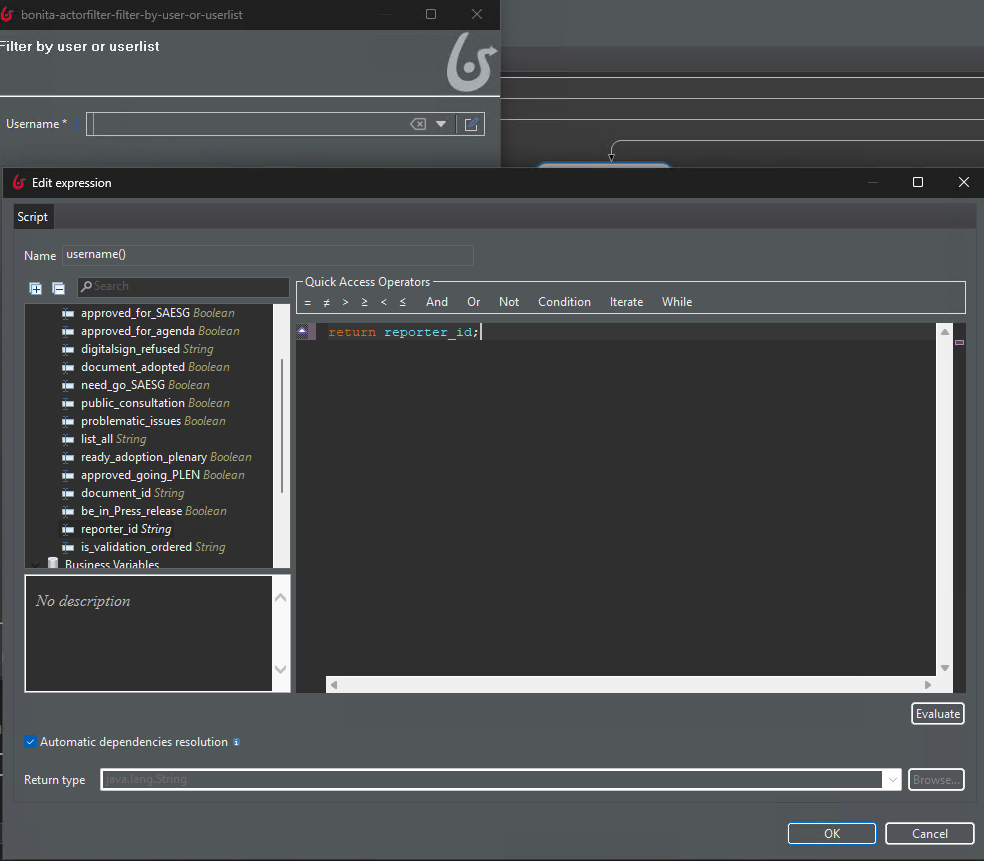 bonita-actorfilter-filter-by-user-or-userlist
Filter by user or userlist
Username *
Edit expression
Script
Name username()
Search
Quick Access Operators
= ≠ > ≥ < ≤ And Or Not Condition Iterate While
approved_for_SAESG Boolean
approved_for_agenda Boolean
digitalsign_refused String
document_adopted Boolean
need_go_SAESG Boolean
public_consultation Boolean
problematic_issues Boolean
list_all String
ready_adoption_plenary Boolean
approved_going_PLEN Boolean
document_id String
be_in_Press_release Boolean
reporter_id String
is_validation_ordered String
Business Variables
return reporter_id;
No description
Evaluate
Automatic dependencies resolution
Return type java.lang.String Browse...
OK Cancel